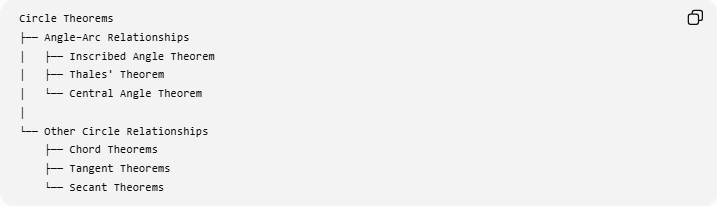 Circle Theorems
├── Angle-Arc Relationships
│   ├── Inscribed Angle Theorem
│   ├── Thales' Theorem
│   └── Central Angle Theorem
│
└── Other Circle Relationships
    ├── Chord Theorems
    ├── Tangent Theorems
    └── Secant Theorems